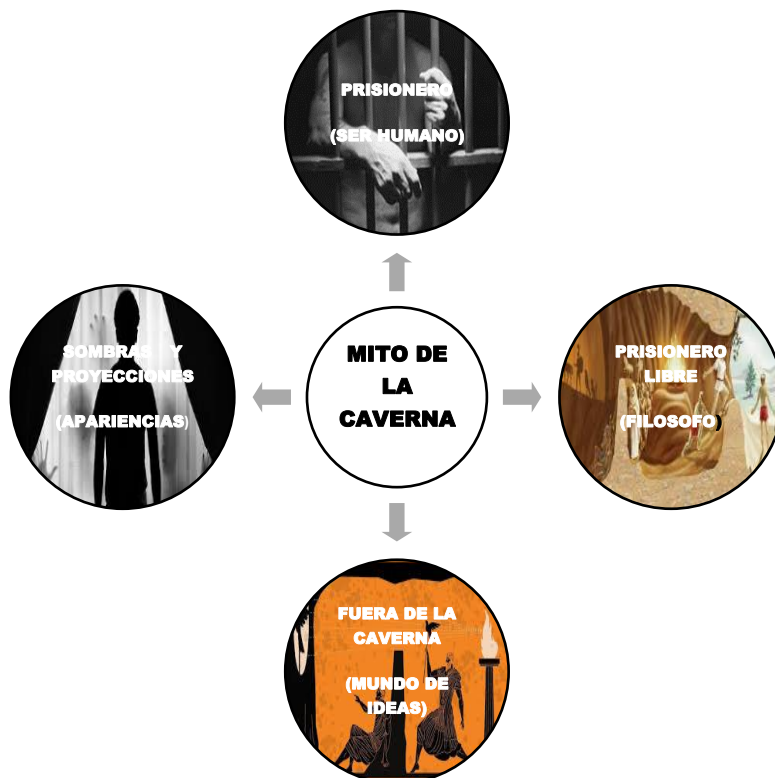 PRISIONERO
(SER HUMANO)
SOMBRAS Y
PROYECCIONES
(APARIENCIAS)
MITO DE
LA
CAVERNA
PRISIONERO
LIBRE
(FILOSOFO)
FUERA DE LA
CAVERNA
(MUNDO DE
IDEAS)